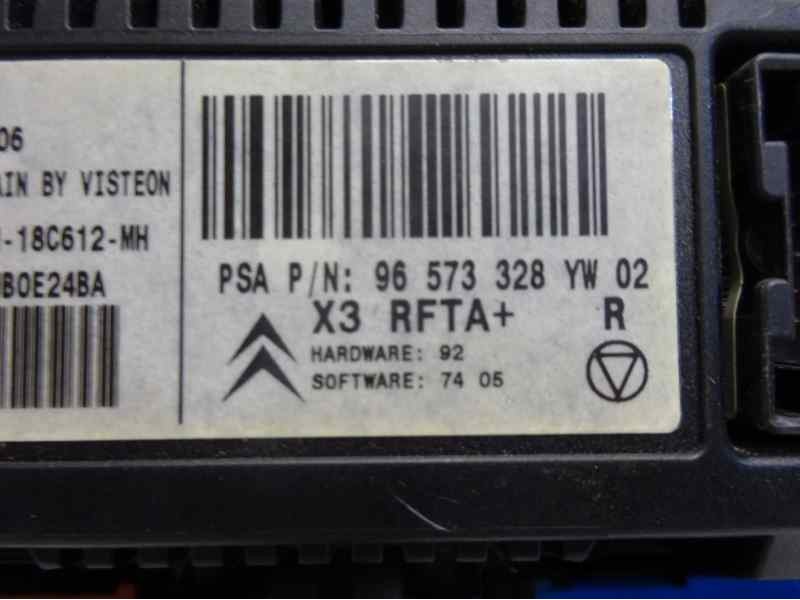 06
BY VISTEON
-18C612-MH
B0E24BA
PSA P/N: 96 573 328 YW 02
X3 RFTA+ R
HARDWARE: 92
SOFTWARE: 74 05